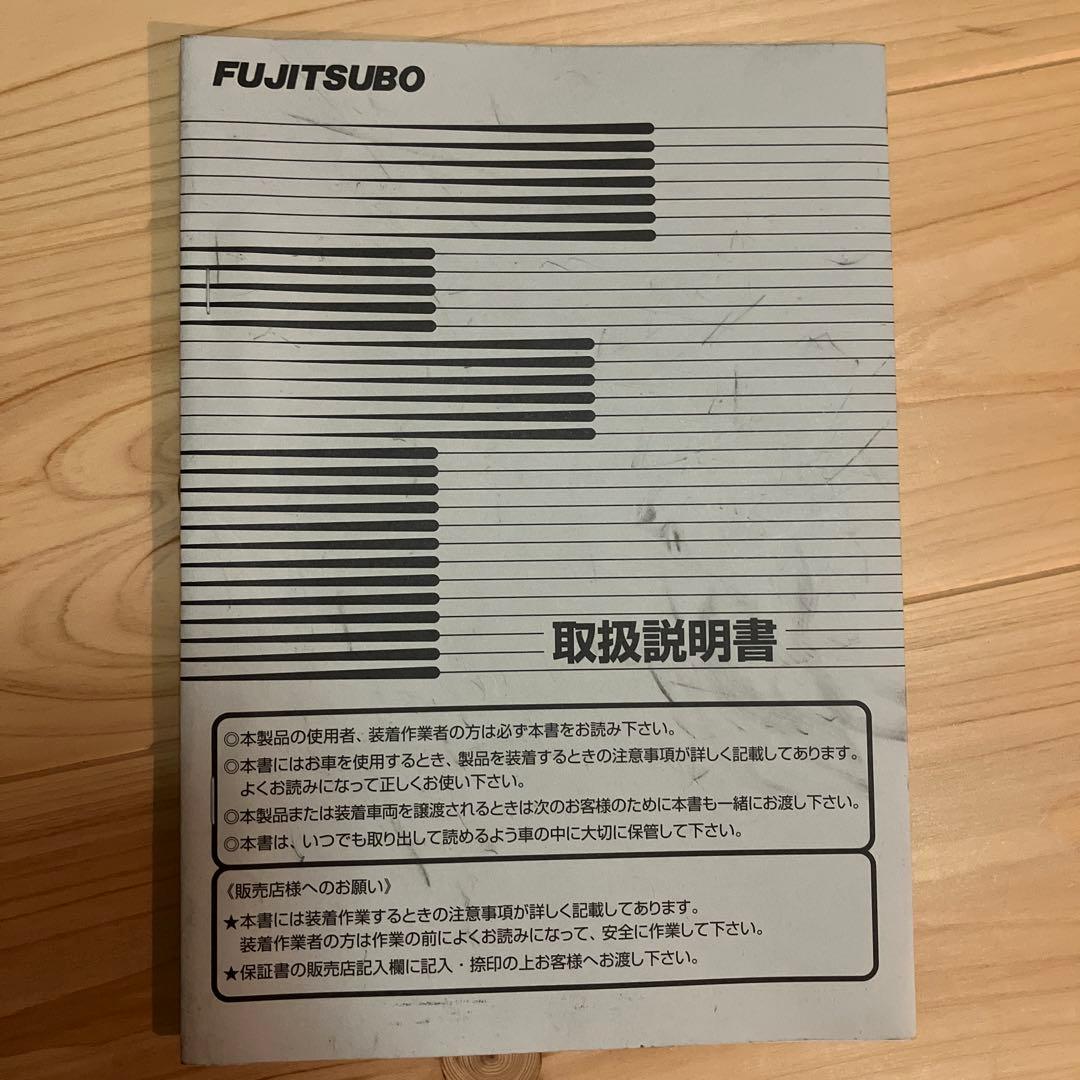 FUJITSUBO
取扱説明書
◎本製品の使用者、装着作業者の方は必ず本書をお読み下さい。
◎本書にはお車を使用するとき、製品を装着するときの注意事項が詳しく記載してあります。
よくお読みになって正しくお使い下さい。
◎本製品または装着車両を譲渡されるときは次のお客様のために本書も一緒にお渡し下さい。
◎本書は、いつでも取り出して読めるよう車の中に大切に保管して下さい。
《販売店様へのお願い》
★本書には装着作業するときの注意事項が詳しく記載してあります。
装着作業者の方は作業の前によくお読みになって、安全に作業して下さい。
★保証書の販売店記入欄に記入・捺印の上お客様へお渡し下さい。